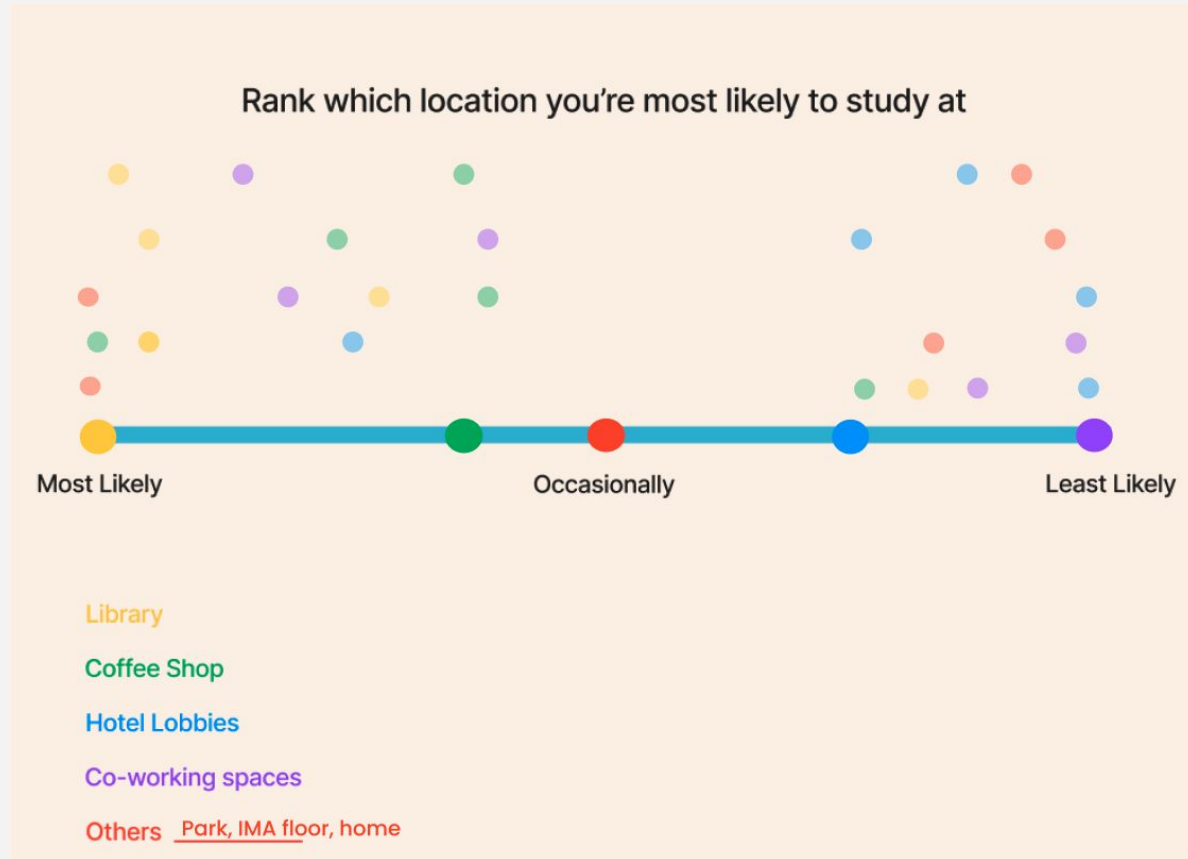 Rank which location you're most likely to study at
Most Likely Occasionally Least Likely
Library
Coffee Shop
Hotel Lobbies
Co-working spaces
Others Park, IMA floor, home